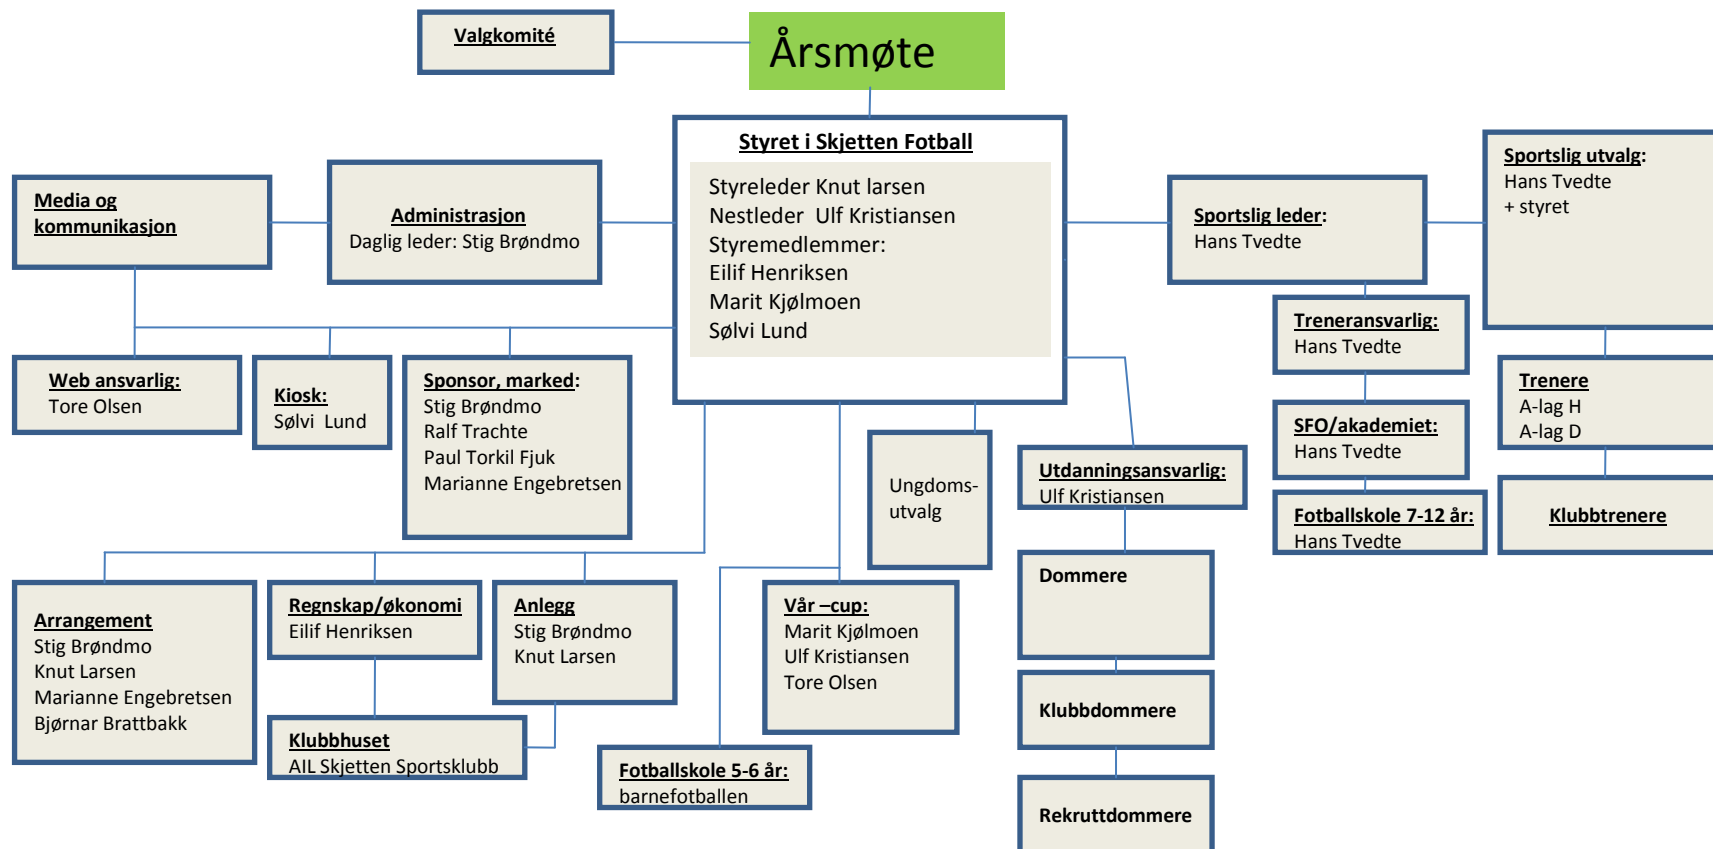 Valgkomité
Årsmøte
Styret i Skjetten Fotball
Styreleder Knut larsen
Nestleder  Ulf Kristiansen
Styremedlemmer:
Eilif Henriksen
Marit Kjølmoen
Sølvi Lund
Media og
kommunikasjon
Administrasjon
Daglig leder: Stig Brøndmo
Sportslig leder:
Hans Tvedte
Sportslig utvalg:
Hans Tvedte
+ styret
Treneransvarlig:
Hans Tvedte
Web ansvarlig:
Tore Olsen
Kiosk:
Sølvi  Lund
Sponsor, marked:
Stig Brøndmo
Ralf Trachte
Paul Torkil Fjuk
Marianne Engebretsen
Trenere
A-lag H
A-lag D
SFO/akademiet:
Hans Tvedte
Ungdoms-
utvalg
Utdanningsansvarlig:
Ulf Kristiansen
Fotballskole 7-12 år:
Hans Tvedte
Klubbtrenere
Arrangement
Stig Brøndmo
Knut Larsen
Marianne Engebretsen
Bjørnar Brattbakk
Regnskap/økonomi
Eilif Henriksen
Anlegg
Stig Brøndmo
Knut Larsen
Vår –cup:
Marit Kjølmoen
Ulf Kristiansen
Tore Olsen
Dommere
Klubbdommere
Klubbhuset
AIL Skjetten Sportsklubb
Fotballskole 5-6 år:
barnefotballen
Rekruttdommere